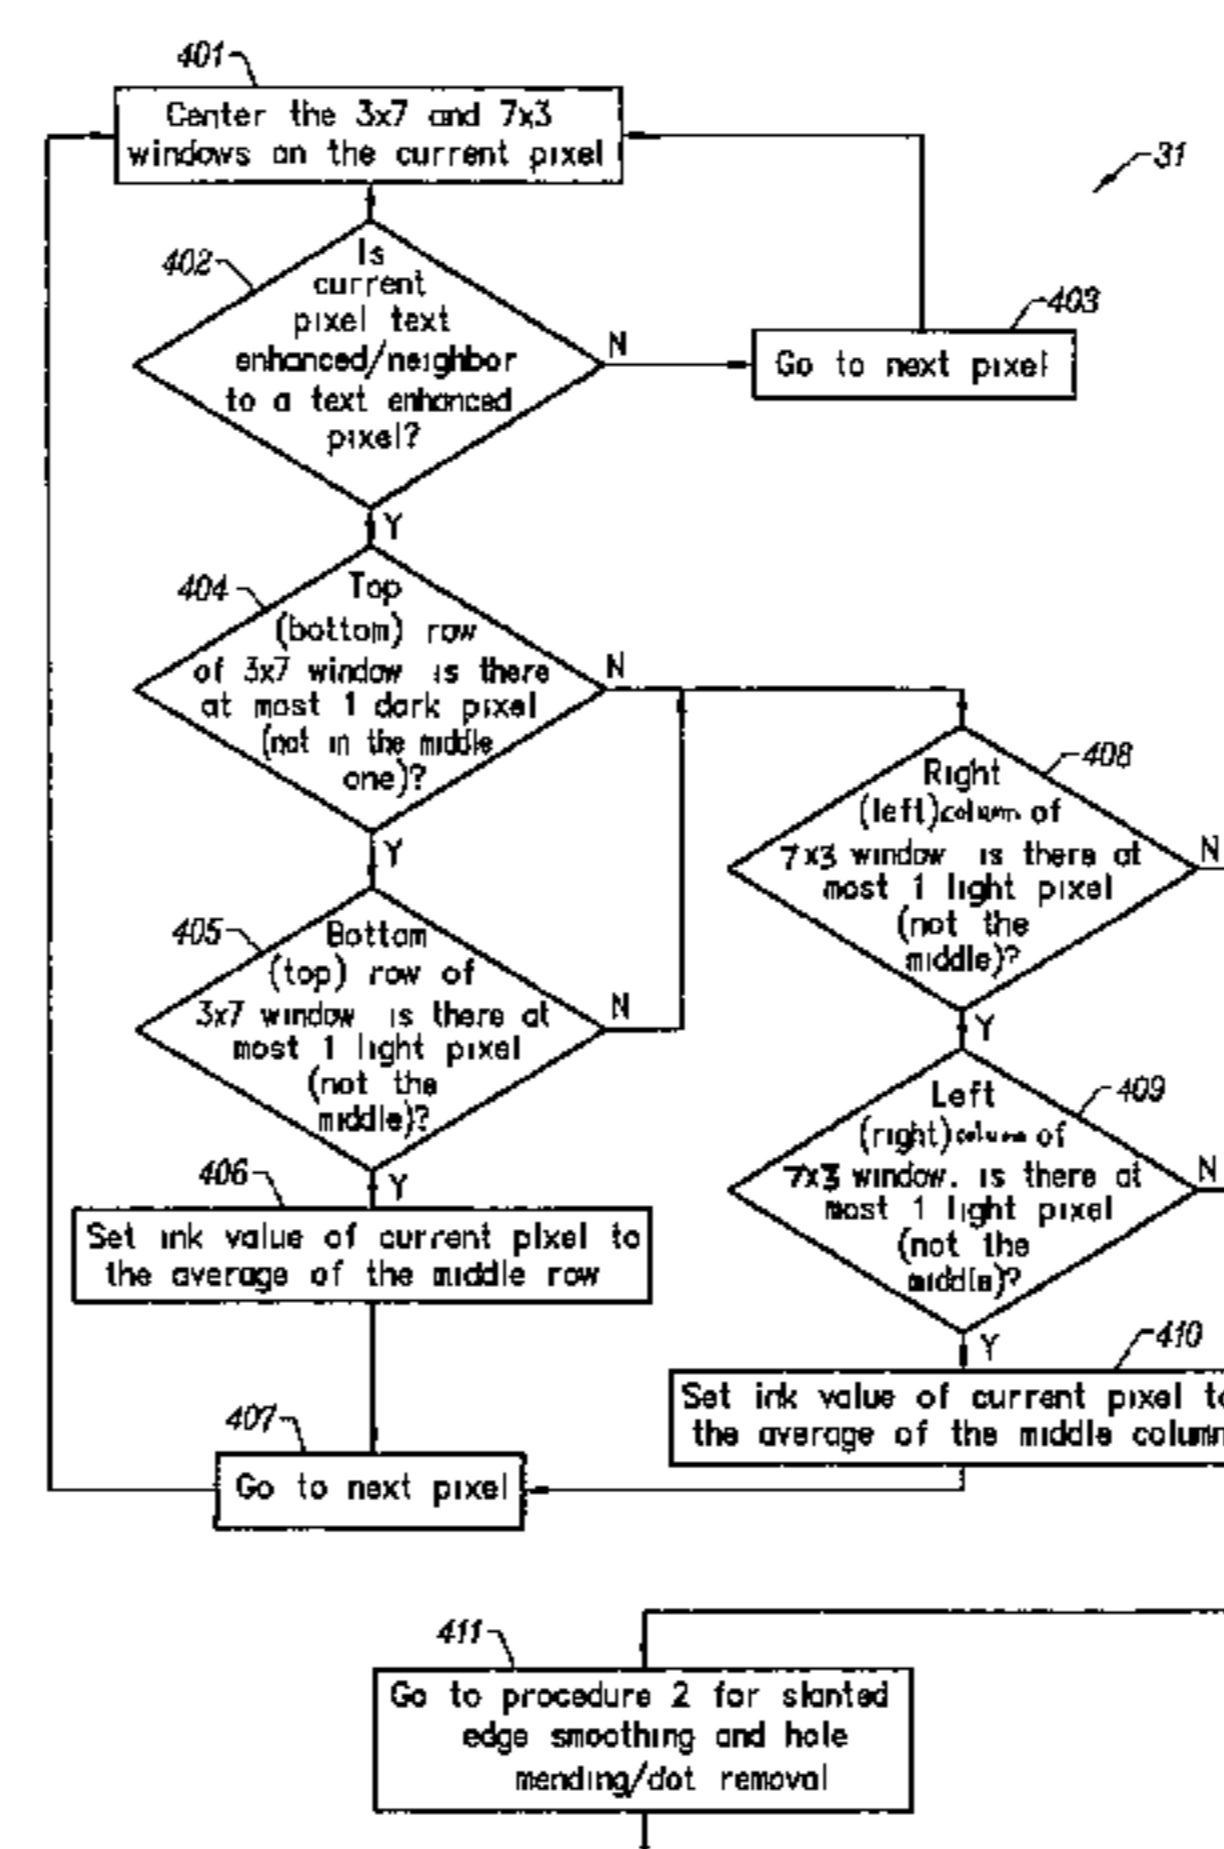 401
Center the 3x7 and 7x3
windows on the current pixel
31
402
Is
current
pixel text
enhanced/neighbor
to a text enhanced
pixel?
N
403
Go to next pixel
Y
404
Top
(bottom) row
of 3x7 window is there
at most 1 dark pixel
(not in the middle
one)?
N
Y
405
Bottom
(top) row of
3x7 window is there at
most 1 light pixel
(not the
middle)?
N
Y
406
Set ink value of current pixel to
the average of the middle row
407
Go to next pixel
408
Right
(left)column of
7x3 window is there at
most 1 light pixel
(not the
middle)?
N
Y
409
Left
(right)column of
7x3 window. is there at
most 1 light pixel
(not the
middle)?
N
Y
410
Set ink value of current pixel to
the average of the middle column
411
Go to procedure 2 for slanted
edge smoothing and hole
mending/dot removal